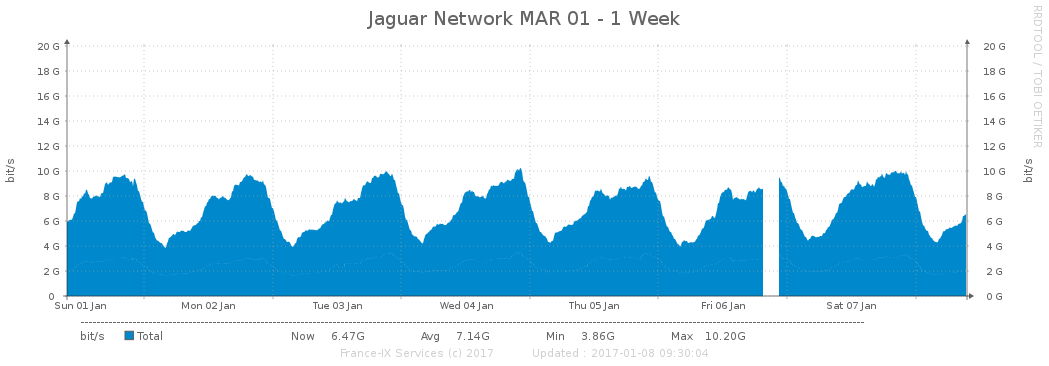 Jaguar Network MAR 01 - 1 Week
RRDTOOL / TOBI OETIKER
bit/s
20 G 20 G
18 G 18 G
16 G 16 G
14 G 14 G
12 G 12 G
10 G 10 G
8 G 8 G
6 G 6 G
4 G 4 G
2 G 2 G
0 0 G
bit/s
Sun 01 Jan Mon 02 Jan Tue 03 Jan Wed 04 Jan Thu 05 Jan Fri 06 Jan Sat 07 Jan
bit/s Total Now 6.47G Avg 7.14G Min 3.86G Max 10.20G
France-IX Services (c) 2017 Updated : 2017-01-08 09:30:04